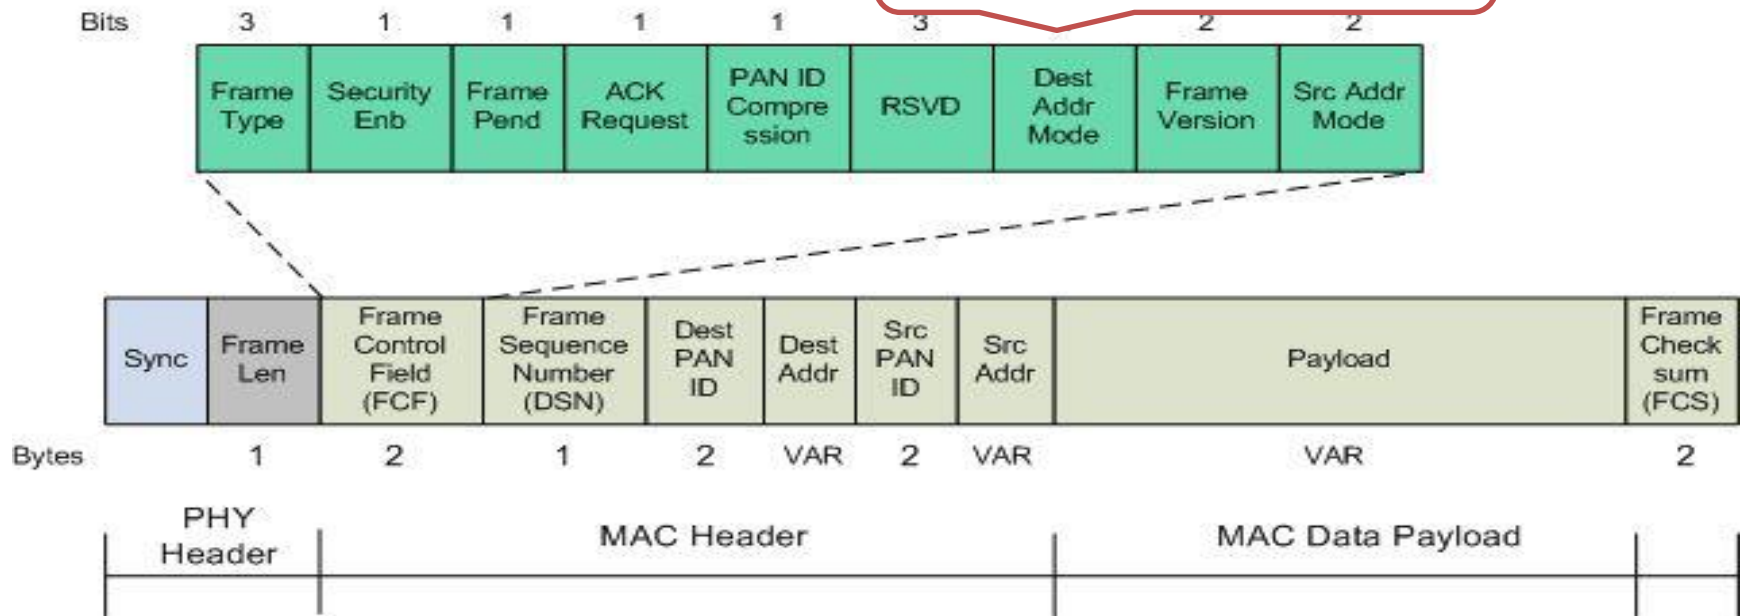 Bits 3 1 1 1 1 3 2 2
Frame Type
Security Enb
Frame Pend
ACK Request
PAN ID Compre ssion
RSVD
Dest Addr Mode
Frame Version
Src Addr Mode
Sync
Frame Len
Frame Control Field (FCF)
Frame Sequence Number (DSN)
Dest PAN ID
Dest Addr
Src PAN ID
Src Addr
Payload
Frame Check sum (FCS)
Bytes 1 2 1 2 VAR 2 VAR VAR 2
PHY Header
MAC Header
MAC Data Payload